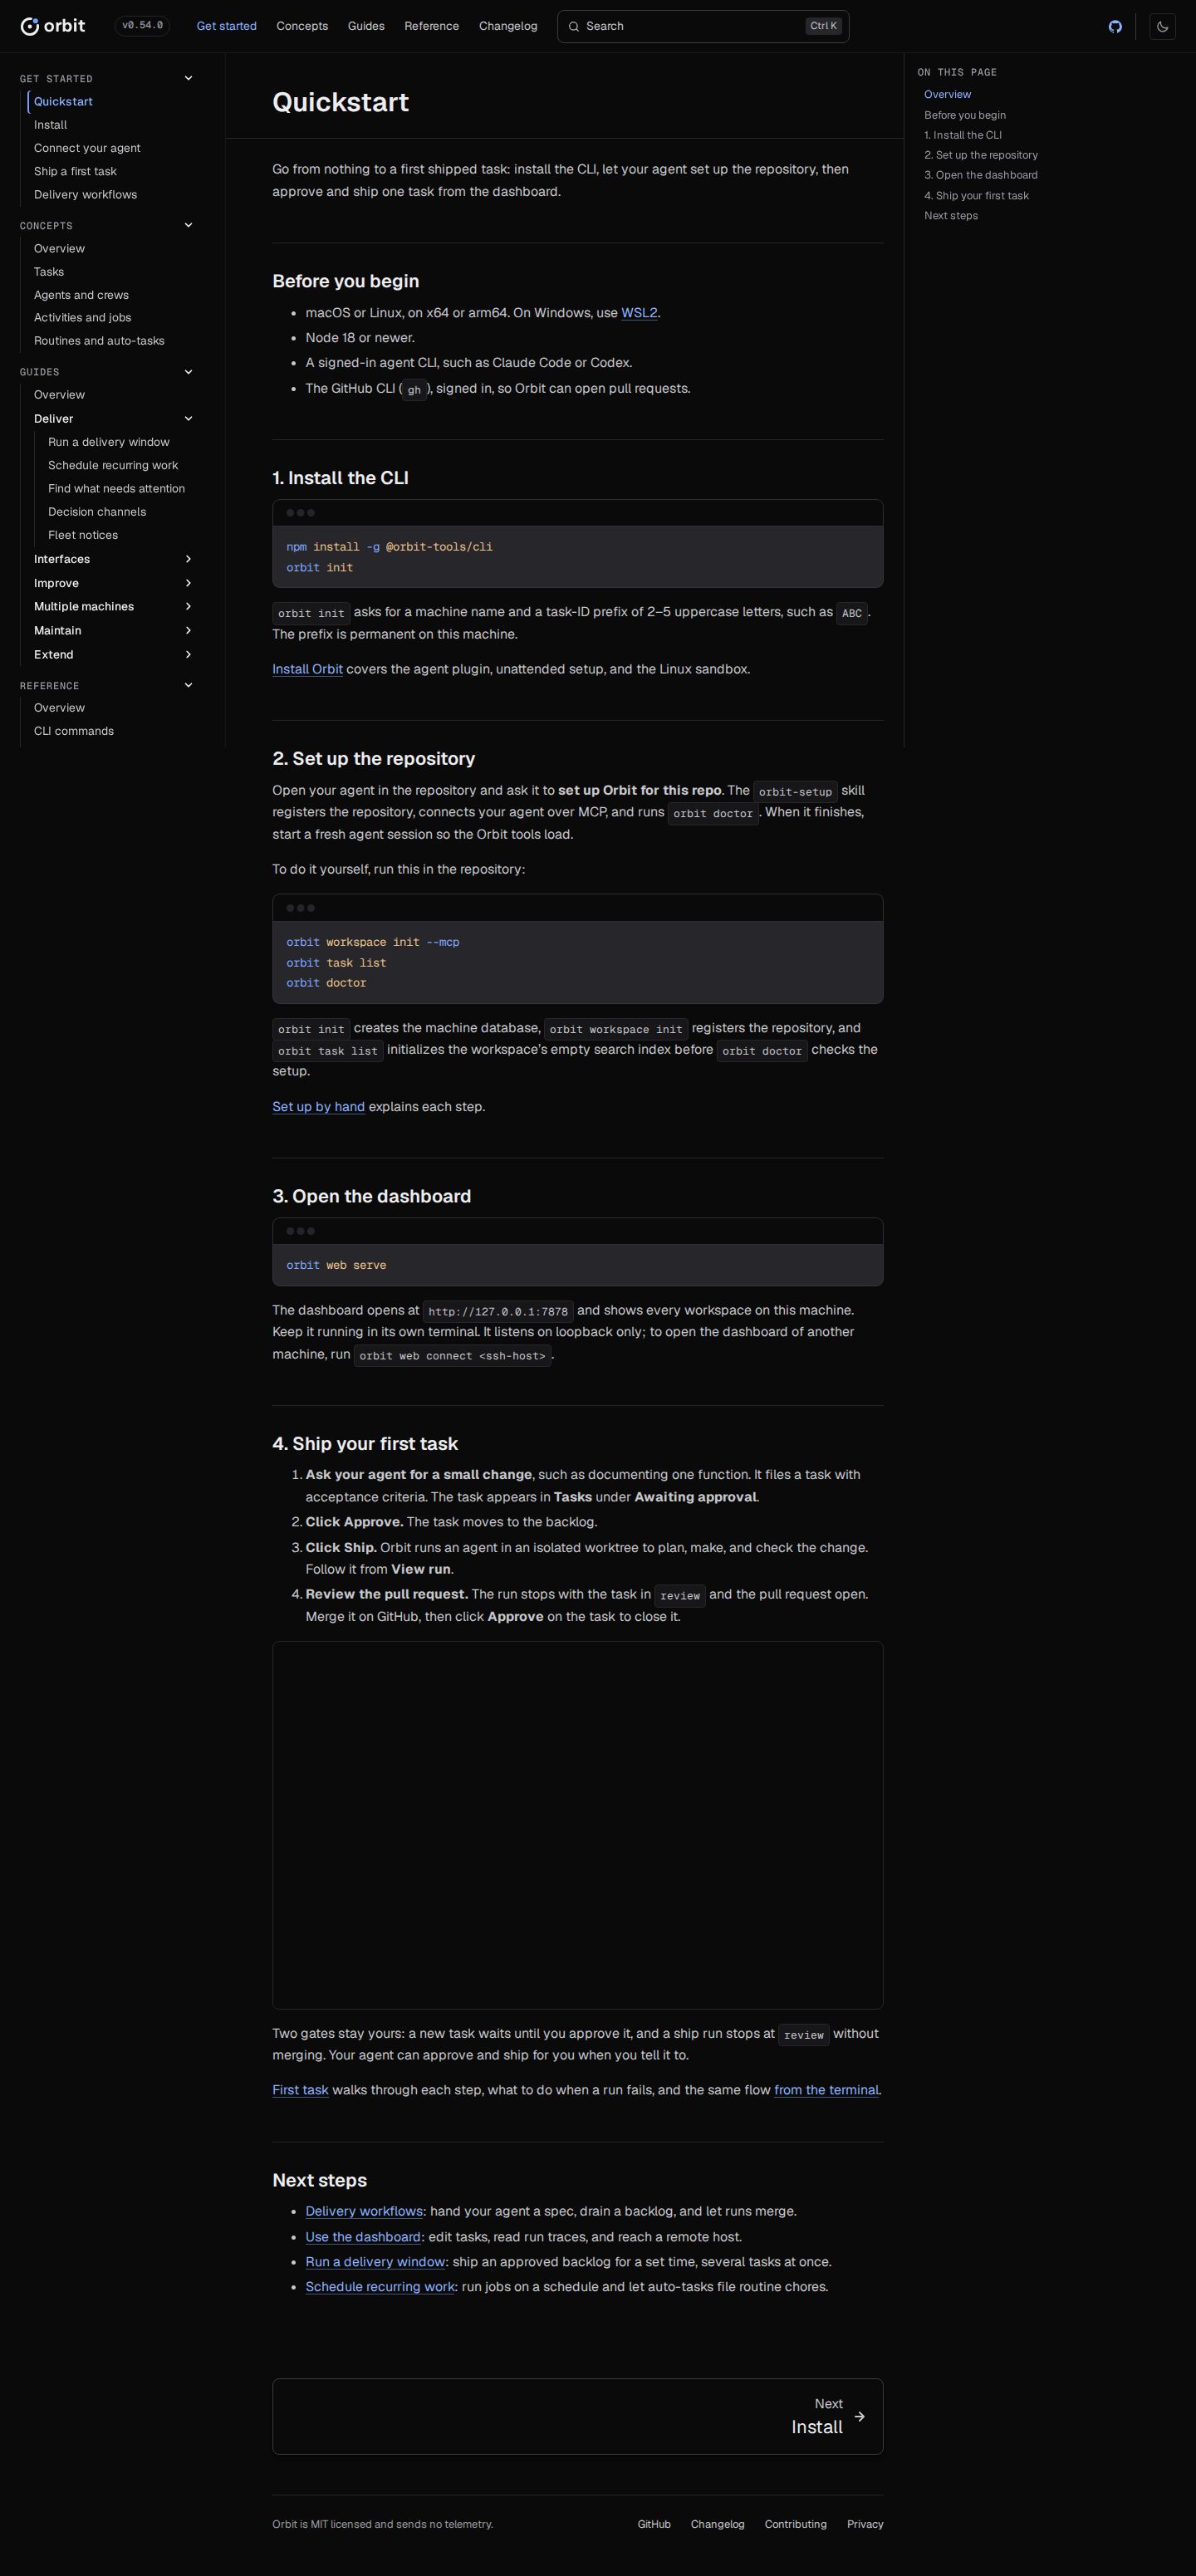 orbit
v0.54.0
Get started
Concepts
Guides
Reference
Changelog
Search
Ctrl K
GET STARTED
Quickstart
Install
Connect your agent
Ship a first task
Delivery workflows
CONCEPTS
Overview
Tasks
Agents and crews
Activities and jobs
Routines and auto-tasks
GUIDES
Overview
Deliver
Run a delivery window
Schedule recurring work
Find what needs attention
Decision channels
Fleet notices
Interfaces
Improve
Multiple machines
Maintain
Extend
REFERENCE
Overview
CLI commands
Quickstart
Go from nothing to a first shipped task: install the CLI, let your agent set up the repository, then
approve and ship one task from the dashboard.
Before you begin
• macOS or Linux, on x64 or arm64. On Windows, use WSL2.
• Node 18 or newer.
• A signed-in agent CLI, such as Claude Code or Codex.
• The GitHub CLI (gh), signed in, so Orbit can open pull requests.
1. Install the CLI
npm install -g @orbit-tools/cli
orbit init
orbit init asks for a machine name and a task-ID prefix of 2–5 uppercase letters, such as ABC.
The prefix is permanent on this machine.
Install Orbit covers the agent plugin, unattended setup, and the Linux sandbox.
2. Set up the repository
Open your agent in the repository and ask it to set up Orbit for this repo. The orbit-setup skill
registers the repository, connects your agent over MCP, and runs orbit doctor. When it finishes,
start a fresh agent session so the Orbit tools load.
To do it yourself, run this in the repository:
orbit workspace init --mcp
orbit task list
orbit doctor
orbit init creates the machine database, orbit workspace init registers the repository, and
orbit task list initializes the workspace's empty search index before orbit doctor checks the
setup.
Set up by hand explains each step.
3. Open the dashboard
orbit web serve
The dashboard opens at http://127.0.0.1:7878 and shows every workspace on this machine.
Keep it running in its own terminal. It listens on loopback only; to open the dashboard of another
machine, run orbit web connect <ssh-host>.
4. Ship your first task
1. Ask your agent for a small change, such as documenting one function. It files a task with
acceptance criteria. The task appears in Tasks under Awaiting approval.
2. Click Approve. The task moves to the backlog.
3. Click Ship. Orbit runs an agent in an isolated worktree to plan, make, and check the change.
Follow it from View run.
4. Review the pull request. The run stops with the task in review and the pull request open.
Merge it on GitHub, then click Approve on the task to close it.
Two gates stay yours: a new task waits until you approve it, and a ship run stops at review without
merging. Your agent can approve and ship for you when you tell it to.
First task walks through each step, what to do when a run fails, and the same flow from the terminal.
Next steps
• Delivery workflows: hand your agent a spec, drain a backlog, and let runs merge.
• Use the dashboard: edit tasks, read run traces, and reach a remote host.
• Run a delivery window: ship an approved backlog for a set time, several tasks at once.
• Schedule recurring work: run jobs on a schedule and let auto-tasks file routine chores.
Next
Install
Orbit is MIT licensed and sends no telemetry.
GitHub
Changelog
Contributing
Privacy
ON THIS PAGE
Overview
Before you begin
1. Install the CLI
2. Set up the repository
3. Open the dashboard
4. Ship your first task
Next steps